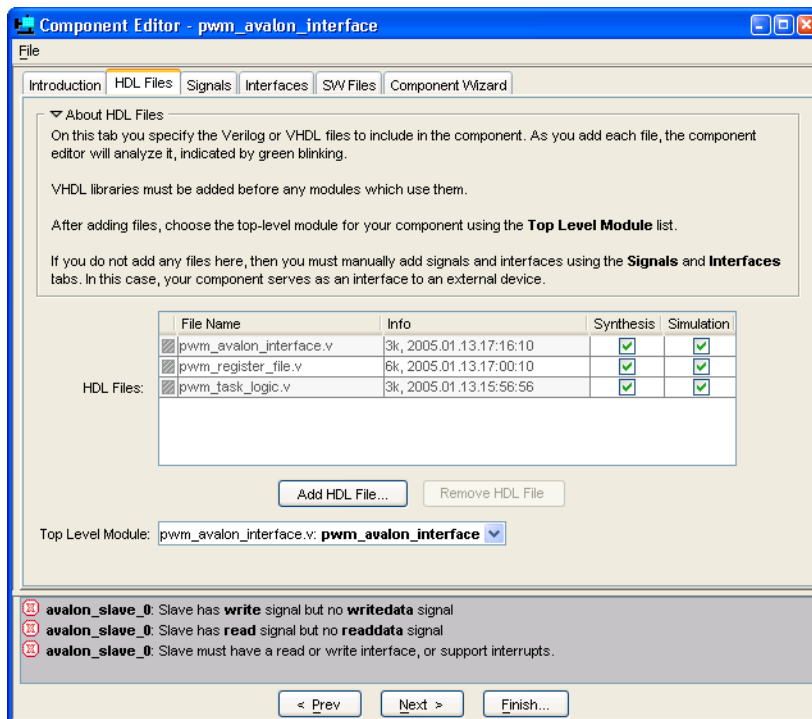 Component Editor - pwm_avalon_interface
File
Introduction HDL Files Signals Interfaces SW Files Component Wizard
About HDL Files
On this tab you specify the Verilog or VHDL files to include in the component. As you add each file, the component
editor will analyze it, indicated by green blinking.
VHDL libraries must be added before any modules which use them.
After adding files, choose the top-level module for your component using the Top Level Module list.
If you do not add any files here, then you must manually add signals and interfaces using the Signals and Interfaces
tabs. In this case, your component serves as an interface to an external device.
File Name Info Synthesis Simulation
pwm_avalon_interface.v 3k, 2005.01.13.17:16:10
pwm_register_file.v 6k, 2005.01.13.17:00:10
HDL Files: pwm_task_logic.v 3k, 2005.01.13.15:56:56
Add HDL File... Remove HDL File
Top Level Module: pwm_avalon_interface.v: pwm_avalon_interface
avalon_slave_0: Slave has write signal but no writedata signal
avalon_slave_0: Slave has read signal but no readdata signal
avalon_slave_0: Slave must have a read or write interface, or support interrupts.
< Prev Next > Finish...